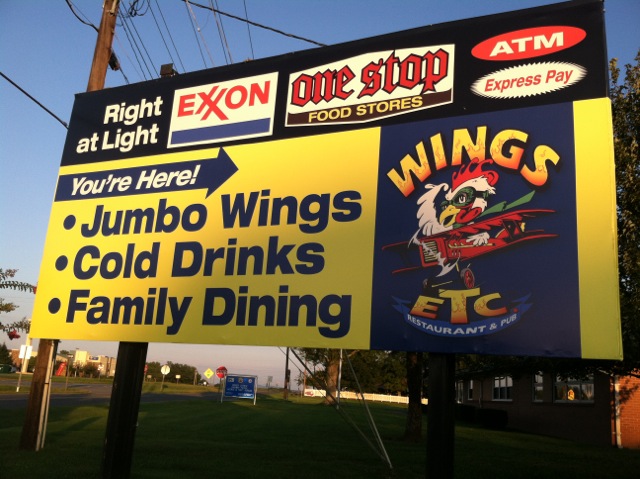 Right
at Light
EXXON
one stop
FOOD STORES
ATM
Express Pay
You're Here!
• Jumbo Wings
• Cold Drinks
• Family Dining
WINGS
ETC.
RESTAURANT & PUB